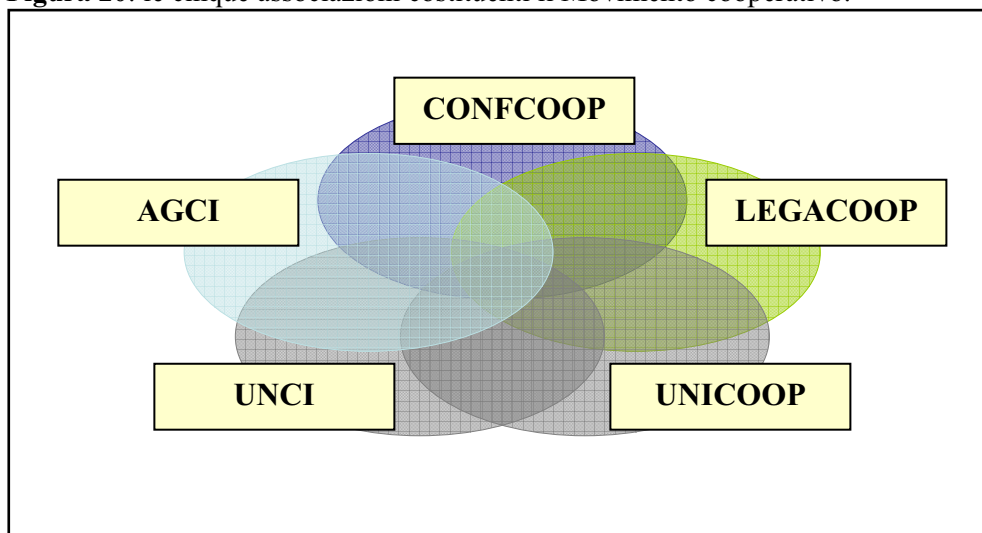 Figura 20: le cinque associazioni costituenti il Movimento cooperativo.
CONFCOOP
AGCI
LEGACOOP
UNCI
UNICOOP